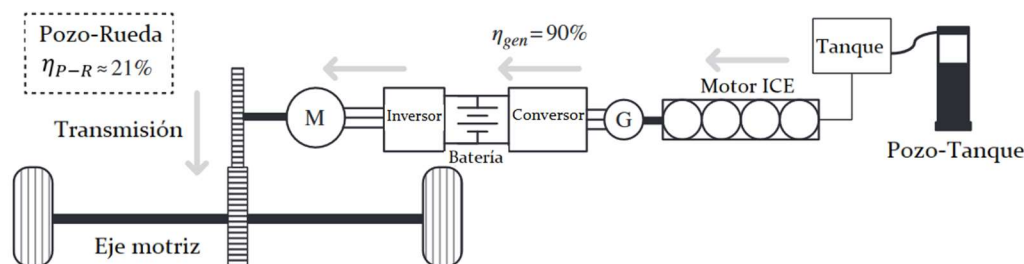 Pozo-Rueda
η_{P-R} ≈ 21%
η_{gen} = 90%
Tanque
Motor ICE
Transmisión
M
Inversor
Conversor
G
Batería
Pozo-Tanque
Eje motriz